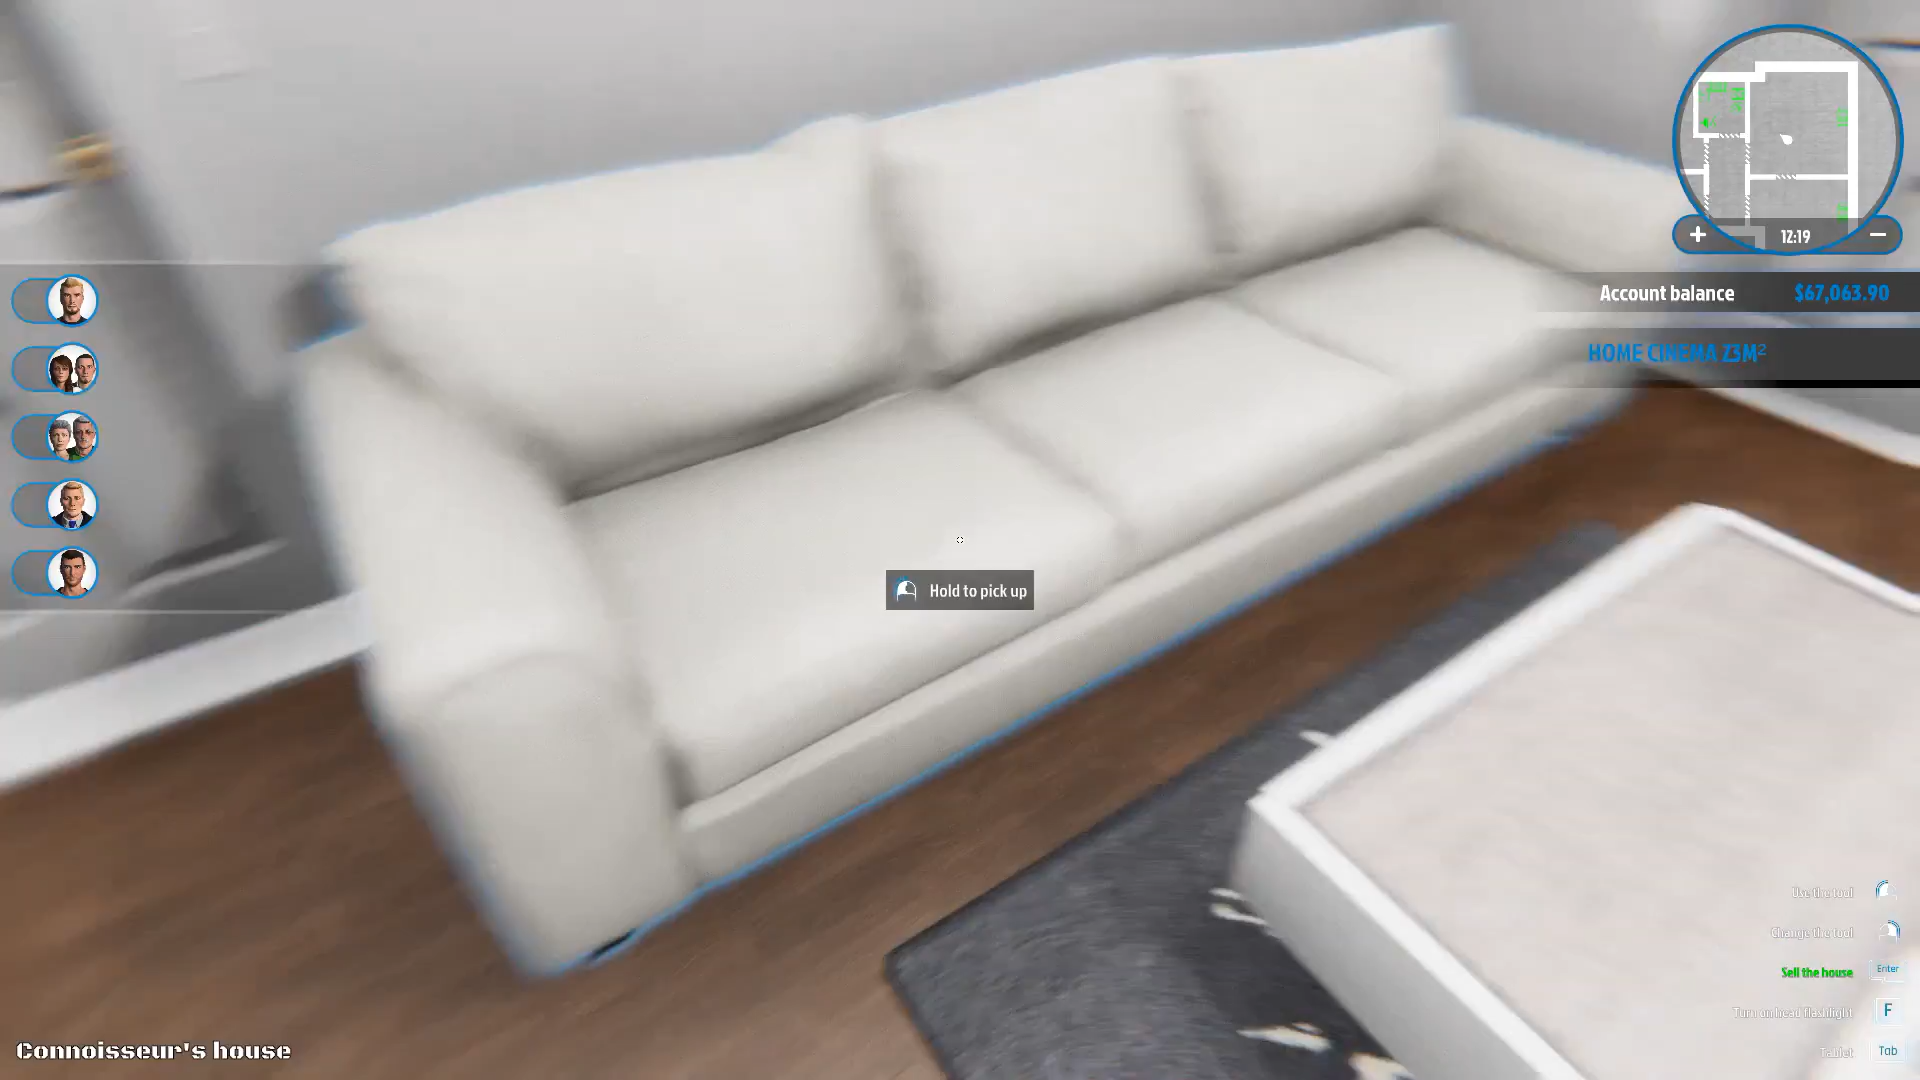 12:19
Account balance $67,063.90
HOME CINEMA Z3M²
Hold to pick up
Use the tool
Change the tool
Sell the house Enter
Turn on head flashlight F
Tablet Tab
Connoisseur's house